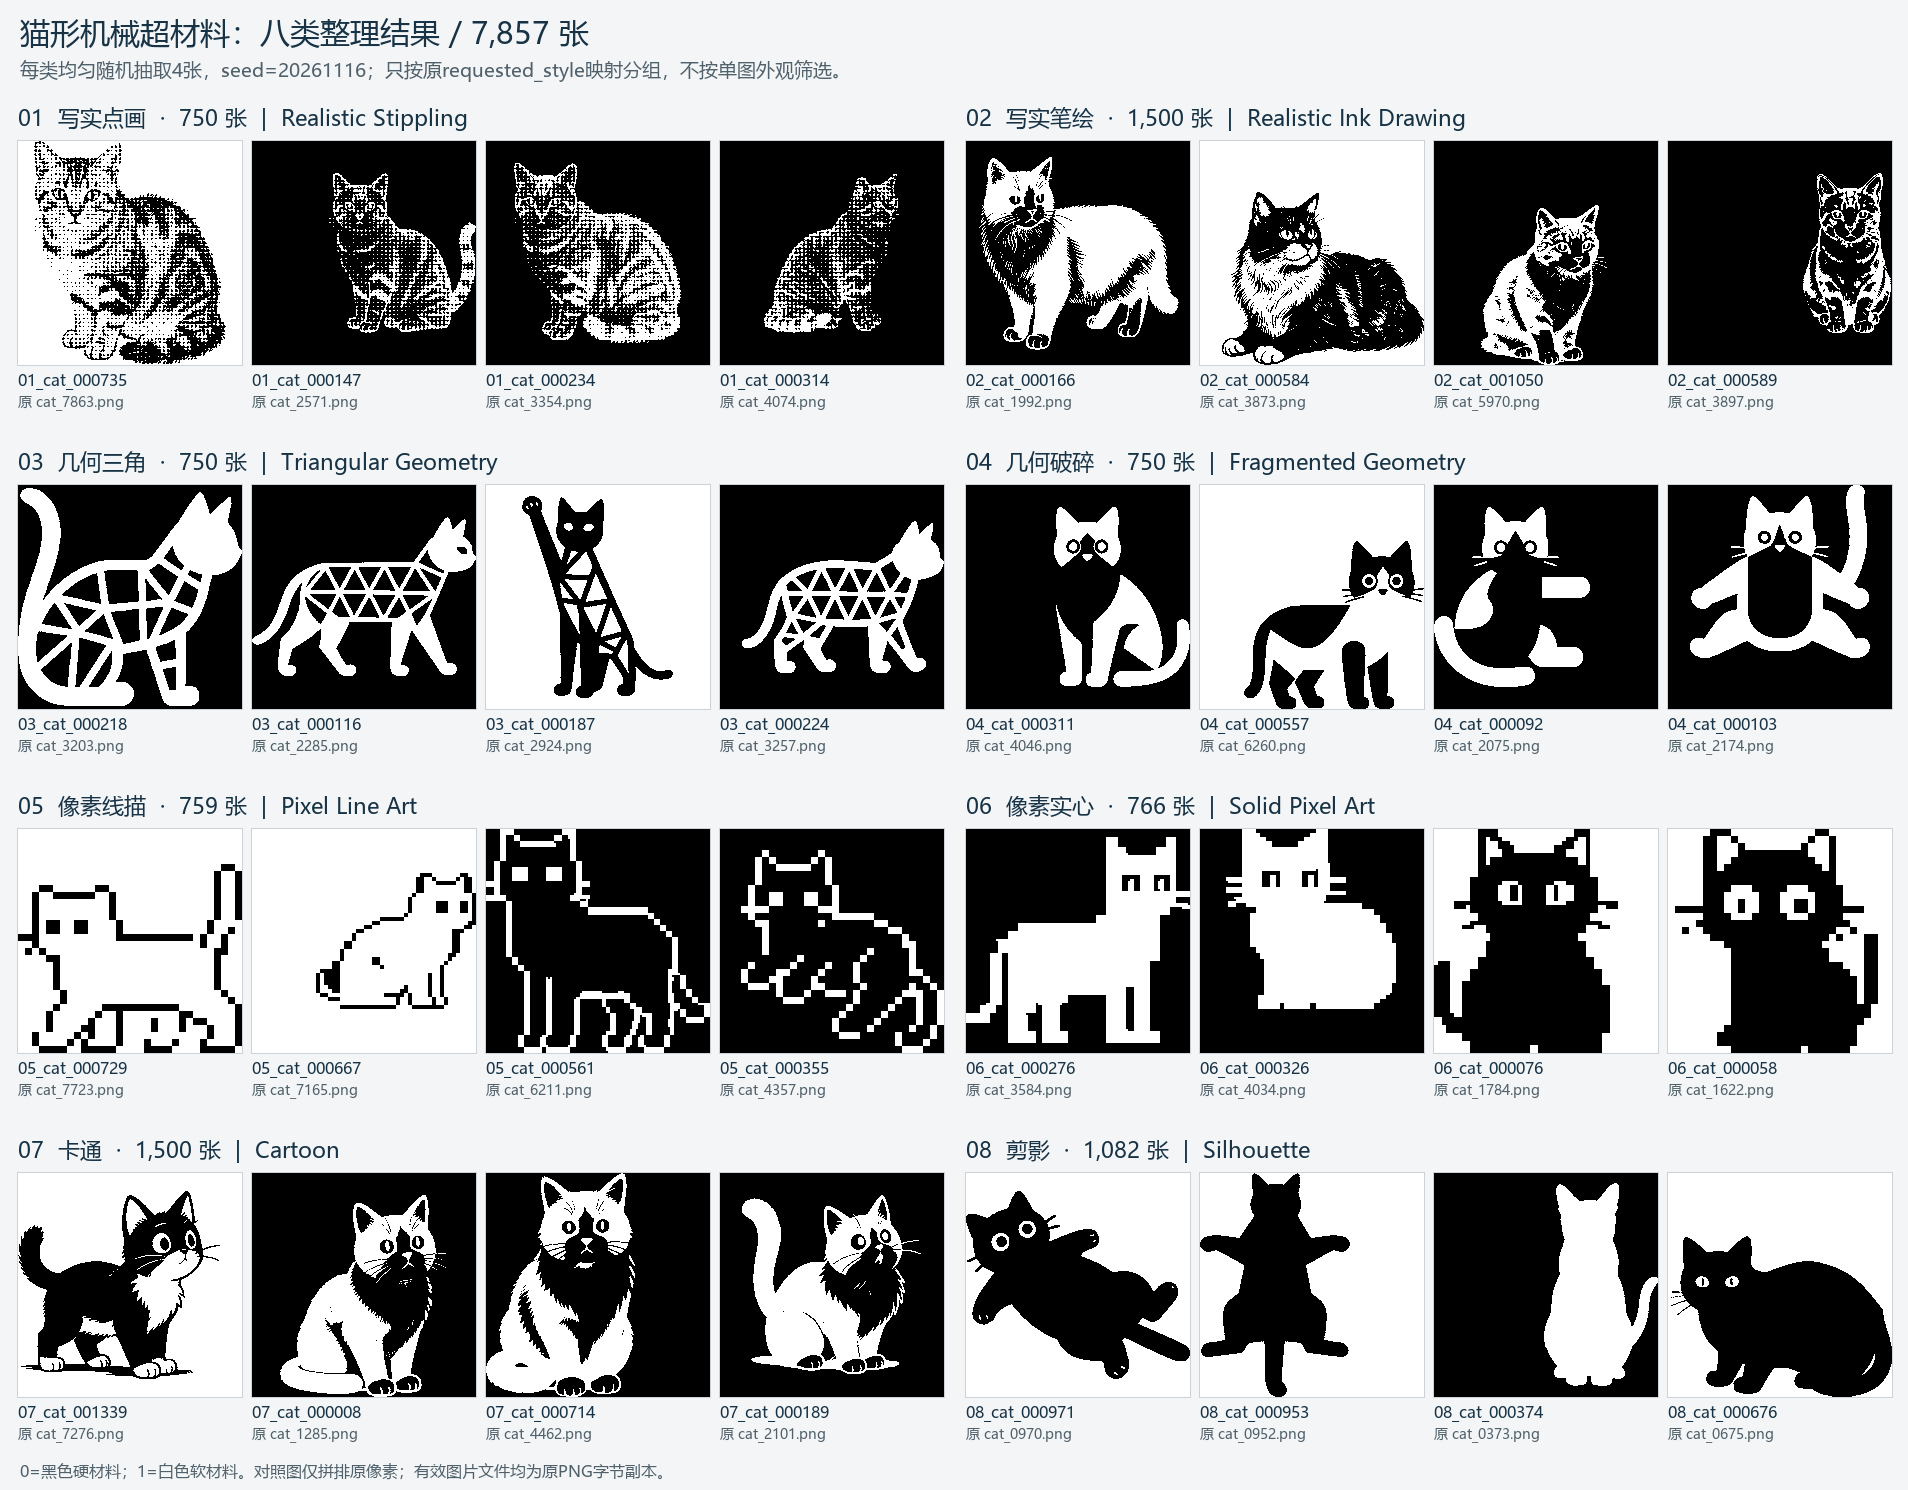 猫形机械超材料：八类整理结果 / 7,857 张
每类均匀随机抽取4张，seed=20261116；只按原requested_style映射分组，不按单图外观筛选。
01 写实点画 · 750 张 | Realistic Stippling
01_cat_000735
原 cat_7863.png
01_cat_000147
原 cat_2571.png
01_cat_000234
原 cat_3354.png
01_cat_000314
原 cat_4074.png
02 写实笔绘 · 1,500 张 | Realistic Ink Drawing
02_cat_000166
原 cat_1992.png
02_cat_000584
原 cat_3873.png
02_cat_001050
原 cat_5970.png
02_cat_000589
原 cat_3897.png
03 几何三角 · 750 张 | Triangular Geometry
03_cat_000218
原 cat_3203.png
03_cat_000116
原 cat_2285.png
03_cat_000187
原 cat_2924.png
03_cat_000224
原 cat_3257.png
04 几何破碎 · 750 张 | Fragmented Geometry
04_cat_000311
原 cat_4046.png
04_cat_000557
原 cat_6260.png
04_cat_000092
原 cat_2075.png
04_cat_000103
原 cat_2174.png
05 像素线描 · 759 张 | Pixel Line Art
05_cat_000729
原 cat_7723.png
05_cat_000667
原 cat_7165.png
05_cat_000561
原 cat_6211.png
05_cat_000355
原 cat_4357.png
06 像素实心 · 766 张 | Solid Pixel Art
06_cat_000276
原 cat_3584.png
06_cat_000326
原 cat_4034.png
06_cat_000076
原 cat_1784.png
06_cat_000058
原 cat_1622.png
07 卡通 · 1,500 张 | Cartoon
07_cat_001339
原 cat_7276.png
07_cat_000008
原 cat_1285.png
07_cat_000714
原 cat_4462.png
07_cat_000189
原 cat_2101.png
08 剪影 · 1,082 张 | Silhouette
08_cat_000971
原 cat_0970.png
08_cat_000953
原 cat_0952.png
08_cat_000374
原 cat_0373.png
08_cat_000676
原 cat_0675.png
0=黑色硬材料；1=白色软材料。对照图仅拼排原像素；有效图片文件均为原PNG字节副本。